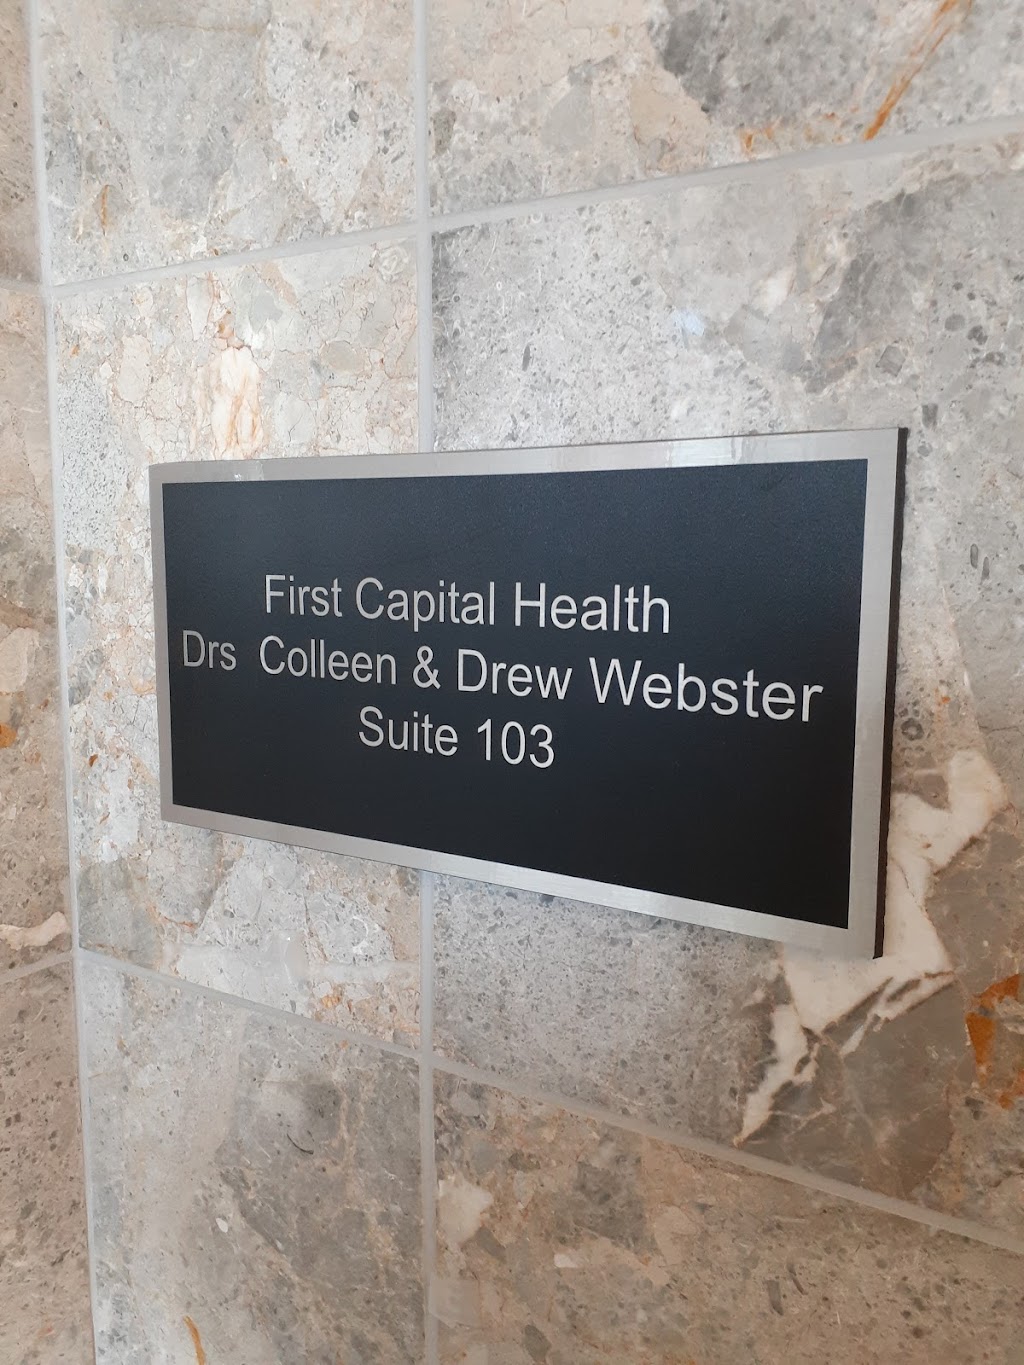 First Capital Health
Drs Colleen & Drew Webster
Suite 103